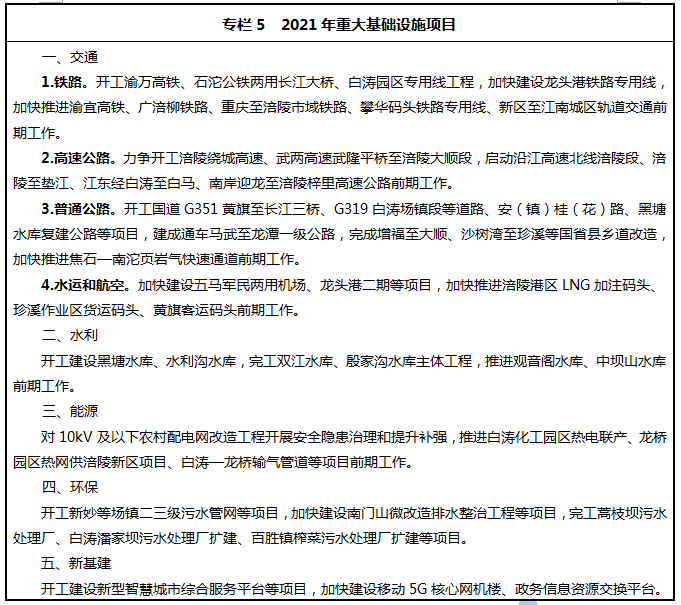 专栏 5 2021 年重大基础设施项目
一、交通
1.铁路。开工渝万高铁、石沱公铁两用长江大桥、白涛园区专用线工程，加快建设龙头港铁路专用线，
加快推进渝宜高铁、广涪柳铁路、重庆至涪陵市域铁路、攀华码头铁路专用线、新区至江南城区轨道交通前
期工作。
2.高速公路。力争开工涪陵绕城高速、武两高速武隆平桥至涪陵大顺段，启动沿江高速北线涪陵段、涪
陵至垫江、江东经白涛至白马、南岸迎龙至涪陵梓里高速公路前期工作。
3.普通公路。开工国道 G351 黄旗至长江三桥、G319 白涛场镇段等道路、安（镇）桂（花）路、黑塘
水库复建公路等项目，建成通车马武至龙潭一级公路，完成增福至大顺、沙树湾至珍溪等国省县乡道改造，
加快推进焦石—南沱页岩气快速通道前期工作。
4.水运和航空。加快建设五马军民两用机场、龙头港二期等项目，加快推进涪陵港区 LNG 加注码头、
珍溪作业区货运码头、黄旗客运码头前期工作。
二、水利
开工建设黑塘水库、水利沟水库，完工双江水库、殷家沟水库主体工程，推进观音阁水库、中坝山水库
前期工作。
三、能源
对 10kV 及以下农村配电网改造工程开展安全隐患治理和提升补强，推进白涛化工园区热电联产、龙桥
园区热网供涪陵新区项目、白涛—龙桥输气管道等项目前期工作。
四、环保
开工新妙等场镇二三级污水管网等项目，加快建设南门山微改造排水整治工程等项目，完工蒿枝坝污水
处理厂、白涛潘家坝污水处理厂扩建、百胜镇榨菜污水处理厂扩建等项目。
五、新基建
开工建设新型智慧城市综合服务平台等项目，加快建设移动 5G 核心网机楼、政务信息资源交换平台。